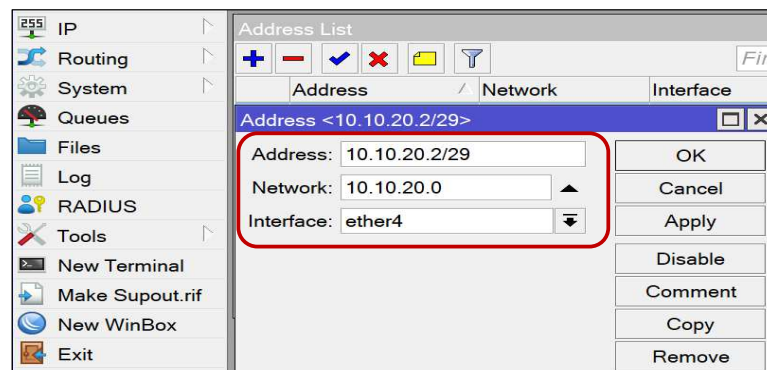 255 IP
Routing
System
Queues
Files
Log
RADIUS
Tools
New Terminal
Make Supout.rif
New WinBox
Exit
Address List
Address Network Interface
Address <10.10.20.2/29>
Address: 10.10.20.2/29
Network: 10.10.20.0
Interface: ether4
OK
Cancel
Apply
Disable
Comment
Copy
Remove